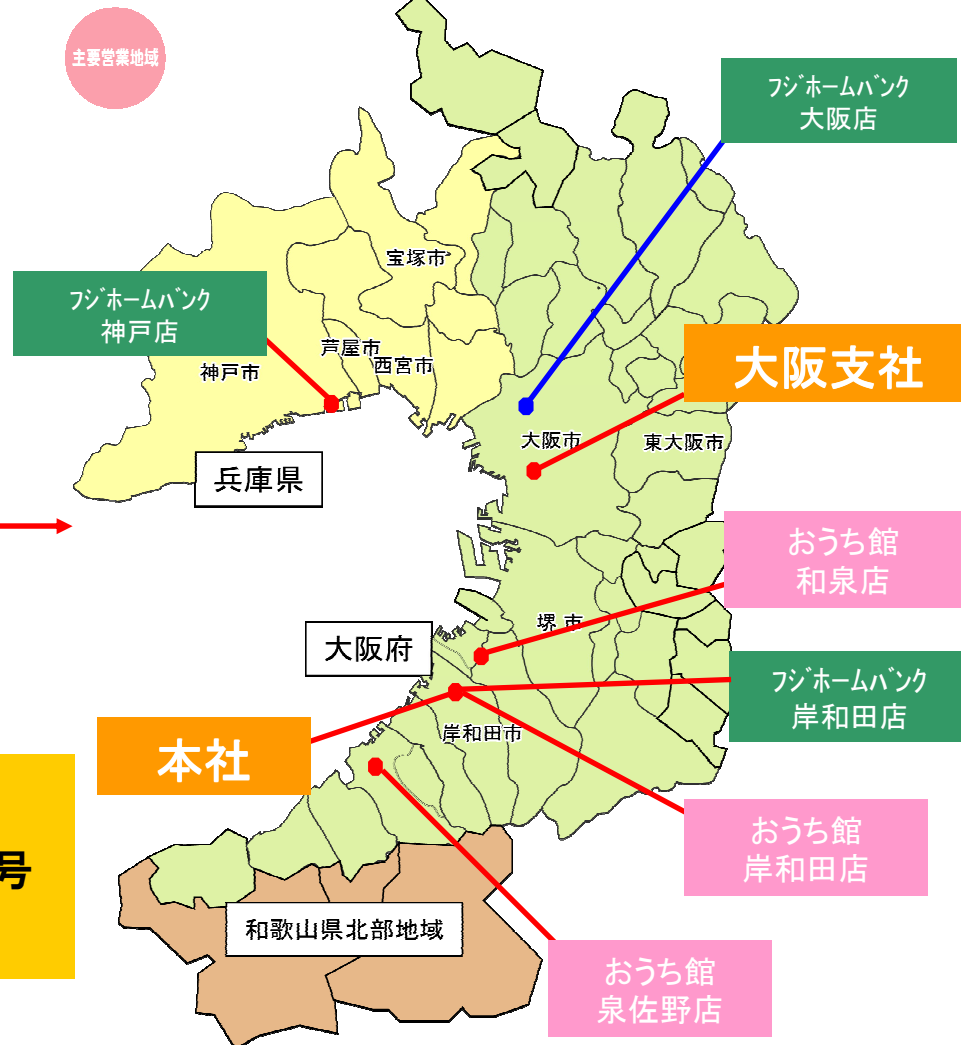 主要営業地域
ﾌｼﾞﾎｰﾑﾊﾞﾝｸ
大阪店
宝塚市
ﾌｼﾞﾎｰﾑﾊﾞﾝｸ
神戸店
芦屋市
西宮市
神戸市
大阪支社
大阪市
東大阪市
兵庫県
おうち館
和泉店
堺市
大阪府
ﾌｼﾞﾎｰﾑﾊﾞﾝｸ
岸和田店
岸和田市
本社
おうち館
岸和田店
号
和歌山県北部地域
おうち館
泉佐野店